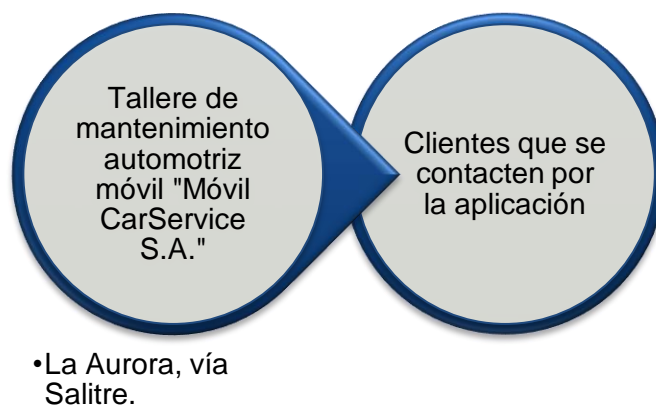 Tallere de
mantenimiento
automotriz
móvil "Móvil
CarService
S.A."
Clientes que se
contacten por
la aplicación
•La Aurora, vía
Salitre.